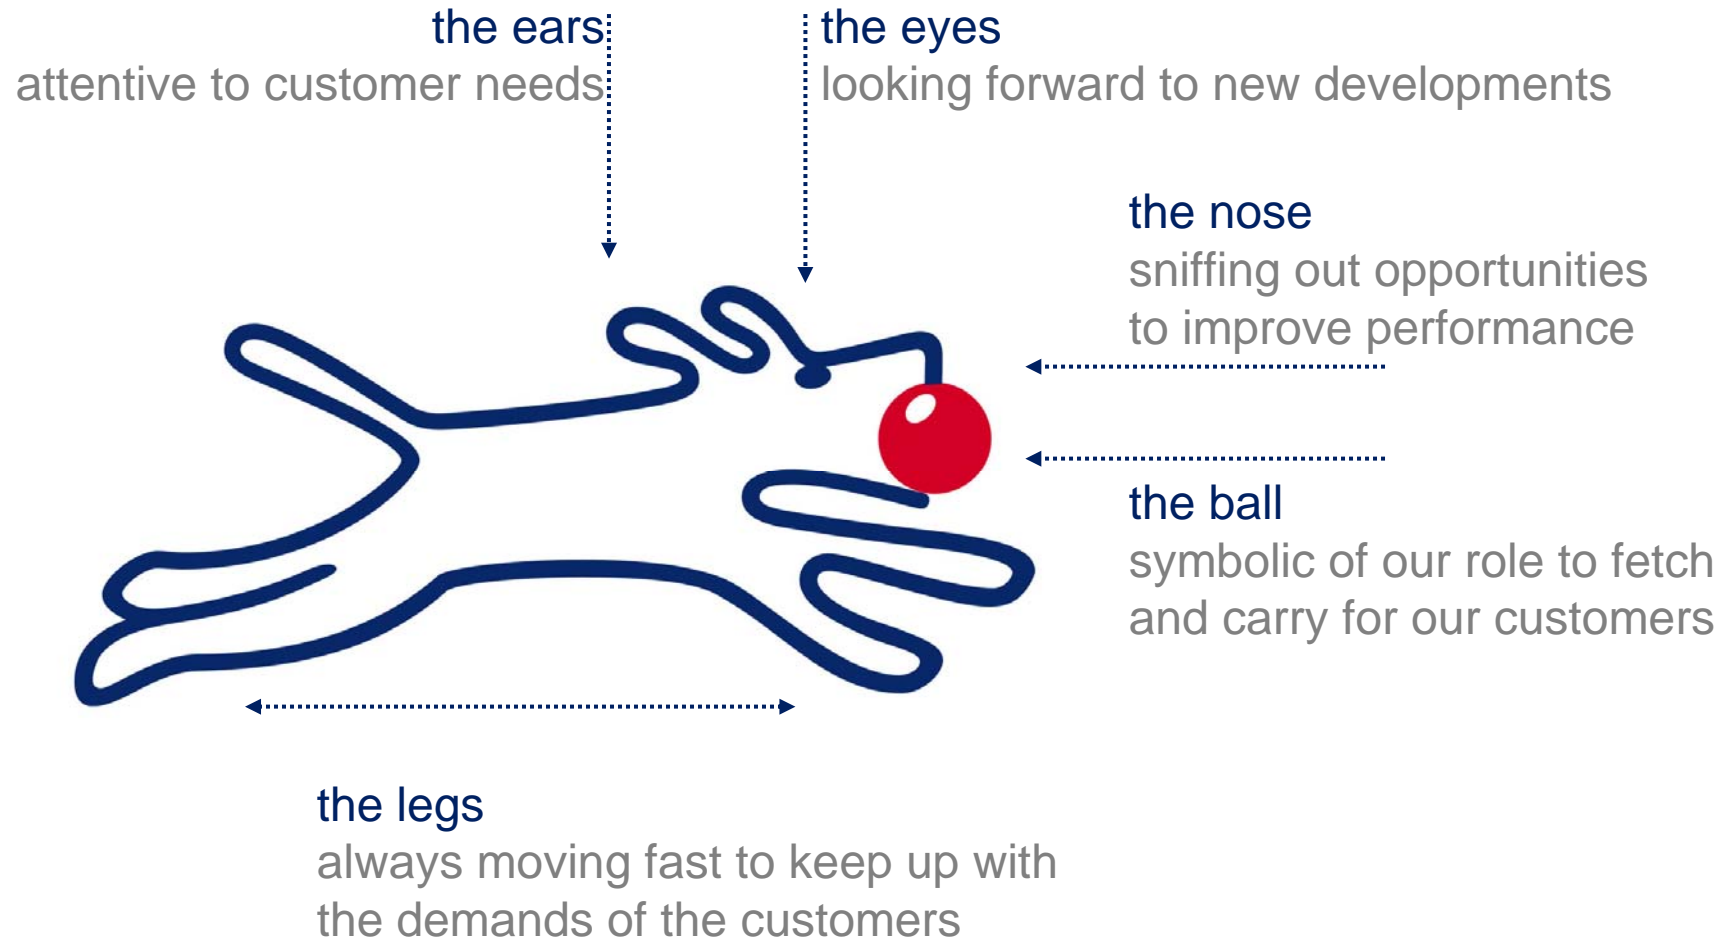 the ears
attentive to customer needs
the eyes
looking forward to new developments
the nose
sniffing out opportunities
to improve performance
the ball
symbolic of our role to fetch
and carry for our customers
the legs
always moving fast to keep up with
the demands of the customers